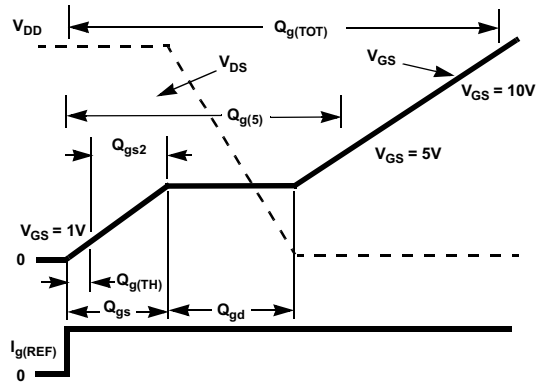 V_DD
Q_g(TOT)
V_DS
V_GS
V_GS = 10V
Q_g(5)
Q_gs2
V_GS = 5V
V_GS = 1V
0
Q_g(TH)
Q_gs
Q_gd
I_g(REF)
0